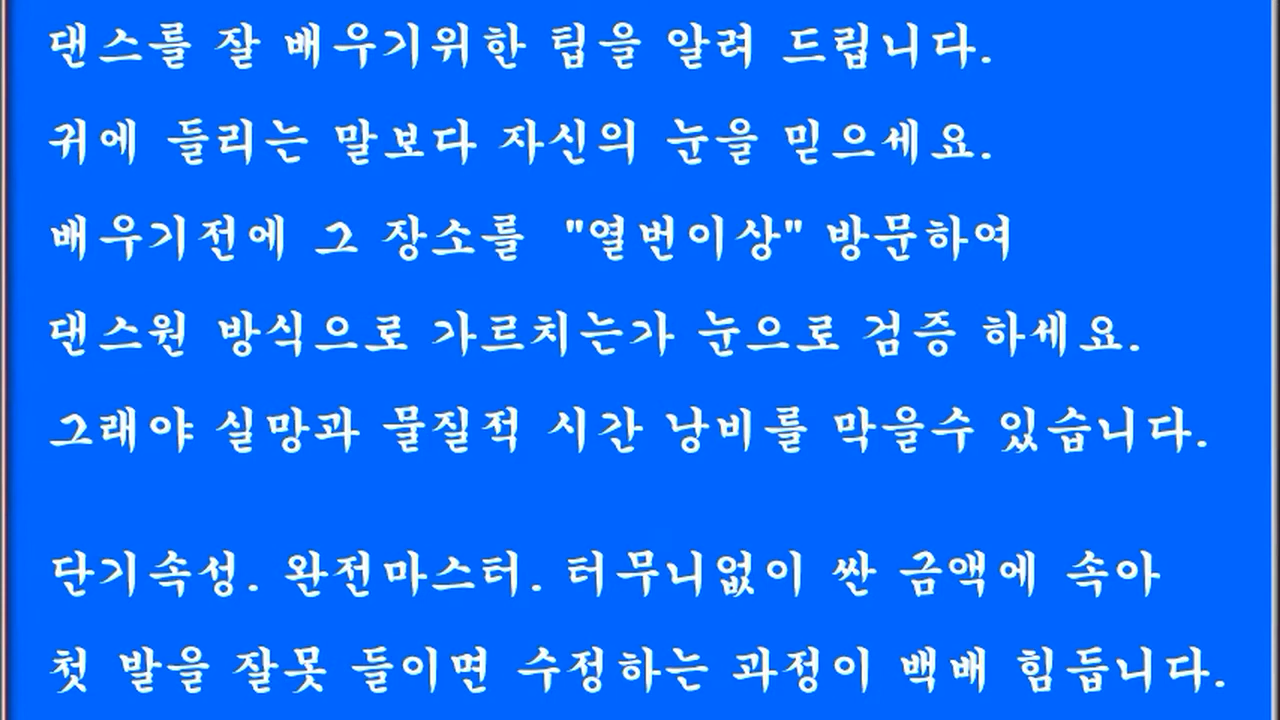 댄스를 잘 배우기위한 팁을 알려 드립니다.
귀에 들리는 말보다 자신의 눈을 믿으세요.
배우기전에 그 장소를 "열번이상" 방문하여
댄스원 방식으로 가르치는가 눈으로 검증 하세요.
그래야 실망과 물질적 시간 낭비를 막을수 있습니다.
단기속성. 완전마스터. 터무니없이 싼 금액에 속아
첫 발을 잘못 들이면 수정하는 과정이 백배 힘듭니다.